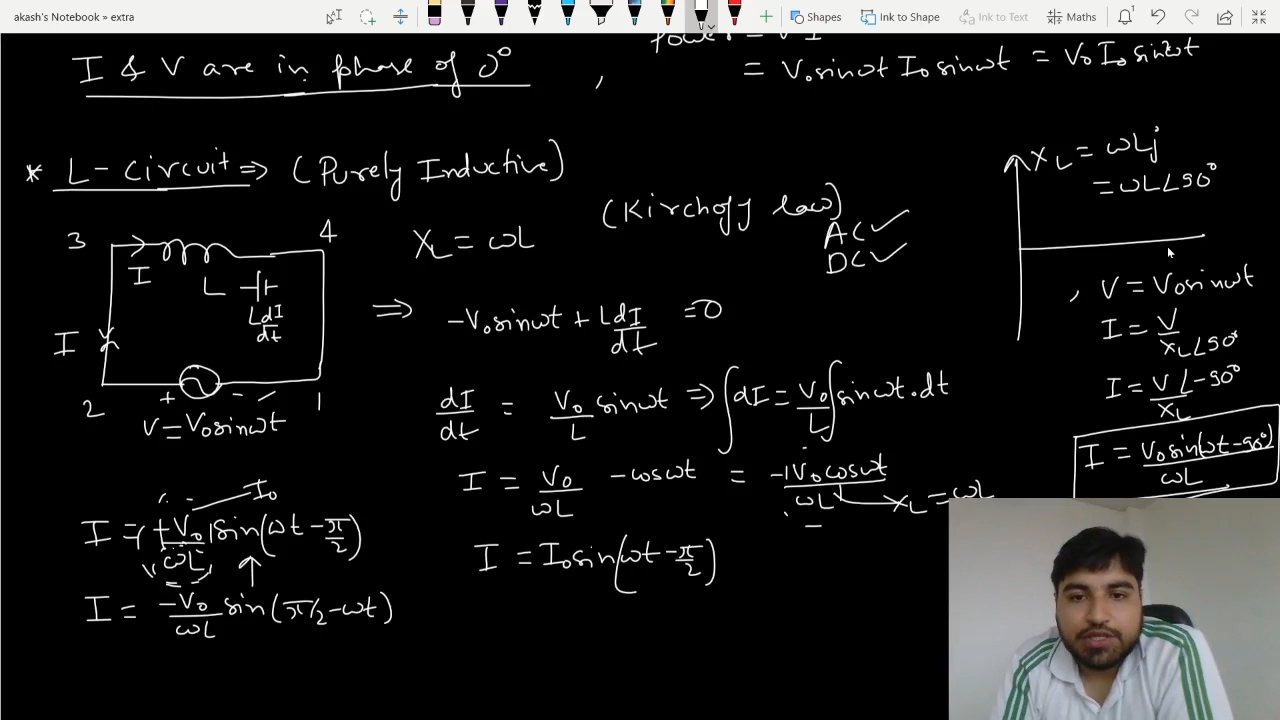 akash's Notebook » extra
Shapes
Ink to Shape
Ink to Text
Maths
I & V are in phase of 0°
,
Power = V I
= V₀sinωt I₀sinωt = V₀I₀sin²ωt
* L-Circuit ⇒ (Purely Inductive)
(Kirchoff law)
AC ✓
DC ✓
X_L = ωLj
= ωL∠90°
3
4
I
L
L dI/dt
I
2
1
+ -
V = V₀sinωt
X_L = ωL
⇒ -V₀sinωt + L dI/dt = 0
dI/dt = V₀/L sinωt ⇒ ∫dI = V₀/L ∫sinωt.dt
I = V₀/ωL -cosωt = -1V₀cosωt/ωL
X_L = ωL
I = I₀sin(ωt - π/2)
, V = V₀sinωt
I = V/X_L∠90°
I = V∠-90°/X_L
I = V₀sin(ωt-90°)/ωL
I₀
I = + V₀/ωL sin(ωt - π/2)
I = -V₀/ωL sin(π/2 - ωt)